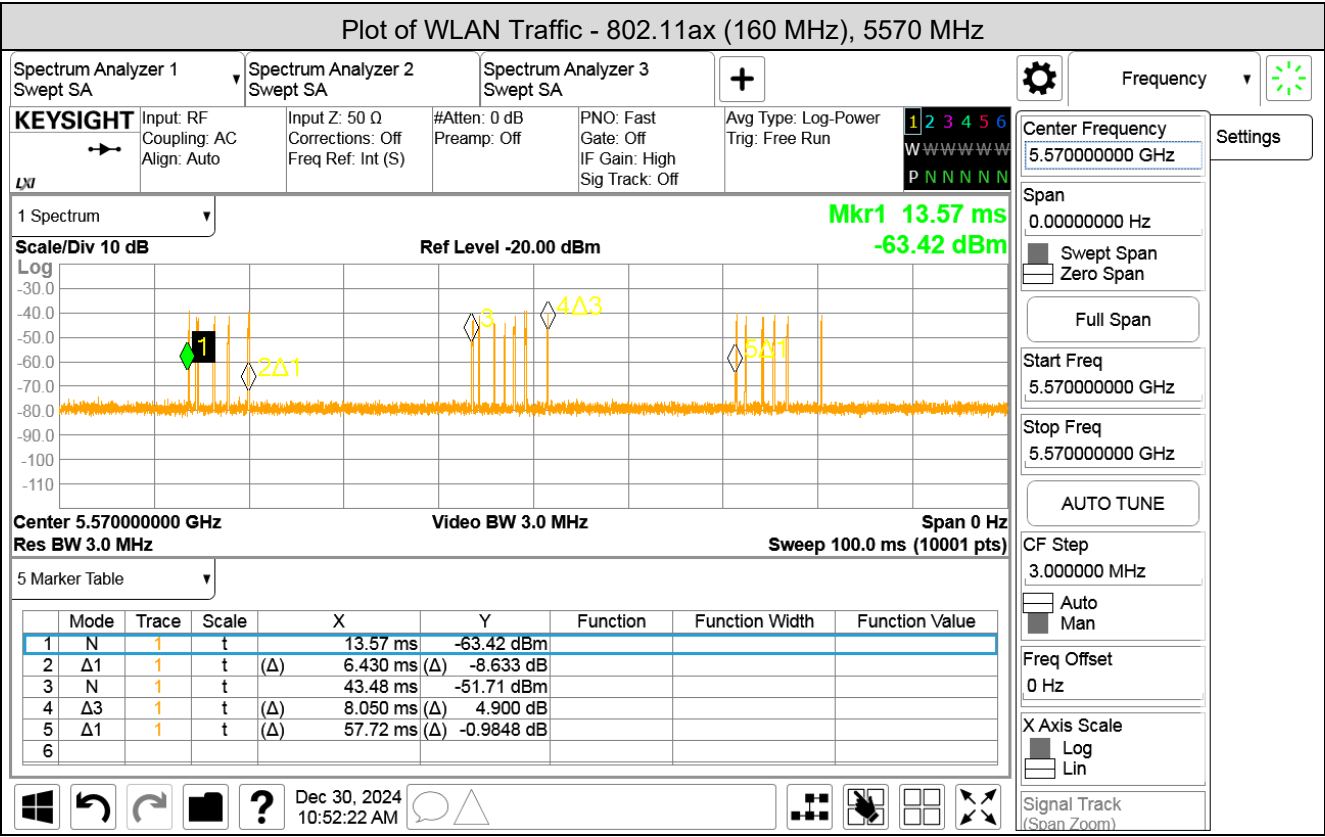 Plot of WLAN Traffic - 802.11ax (160 MHz), 5570 MHz
Spectrum Analyzer 1
Swept SA
Spectrum Analyzer 2
Swept SA
Spectrum Analyzer 3
Swept SA
Frequency
KEYSIGHT
LXI
Input: RF
Coupling: AC
Align: Auto
Input Z: 50 Ω
Corrections: Off
Freq Ref: Int (S)
#Atten: 0 dB
Preamp: Off
PNO: Fast
Gate: Off
IF Gain: High
Sig Track: Off
Avg Type: Log-Power
Trig: Free Run
1 2 3 4 5 6
W W W W W W
P N N N N N
1 Spectrum
Mkr1 13.57 ms
-63.42 dBm
Scale/Div 10 dB
Ref Level -20.00 dBm
Log
-30.0
-40.0
-50.0
-60.0
-70.0
-80.0
-90.0
-100
-110
1
2Δ1
3
4Δ3
5Δ1
Center 5.570000000 GHz
Video BW 3.0 MHz
Span 0 Hz
Res BW 3.0 MHz
Sweep 100.0 ms (10001 pts)
5 Marker Table
Mode Trace Scale X Y Function Function Width Function Value
1 N 1 t 13.57 ms -63.42 dBm
2 Δ1 1 t (Δ) 6.430 ms (Δ) -8.633 dB
3 N 1 t 43.48 ms -51.71 dBm
4 Δ3 1 t (Δ) 8.050 ms (Δ) 4.900 dB
5 Δ1 1 t (Δ) 57.72 ms (Δ) -0.9848 dB
6
Dec 30, 2024
10:52:22 AM
Center Frequency
5.570000000 GHz
Settings
Span
0.00000000 Hz
Swept Span
Zero Span
Full Span
Start Freq
5.570000000 GHz
Stop Freq
5.570000000 GHz
AUTO TUNE
CF Step
3.000000 MHz
Auto
Man
Freq Offset
0 Hz
X Axis Scale
Log
Lin
Signal Track
(Span Zoom)